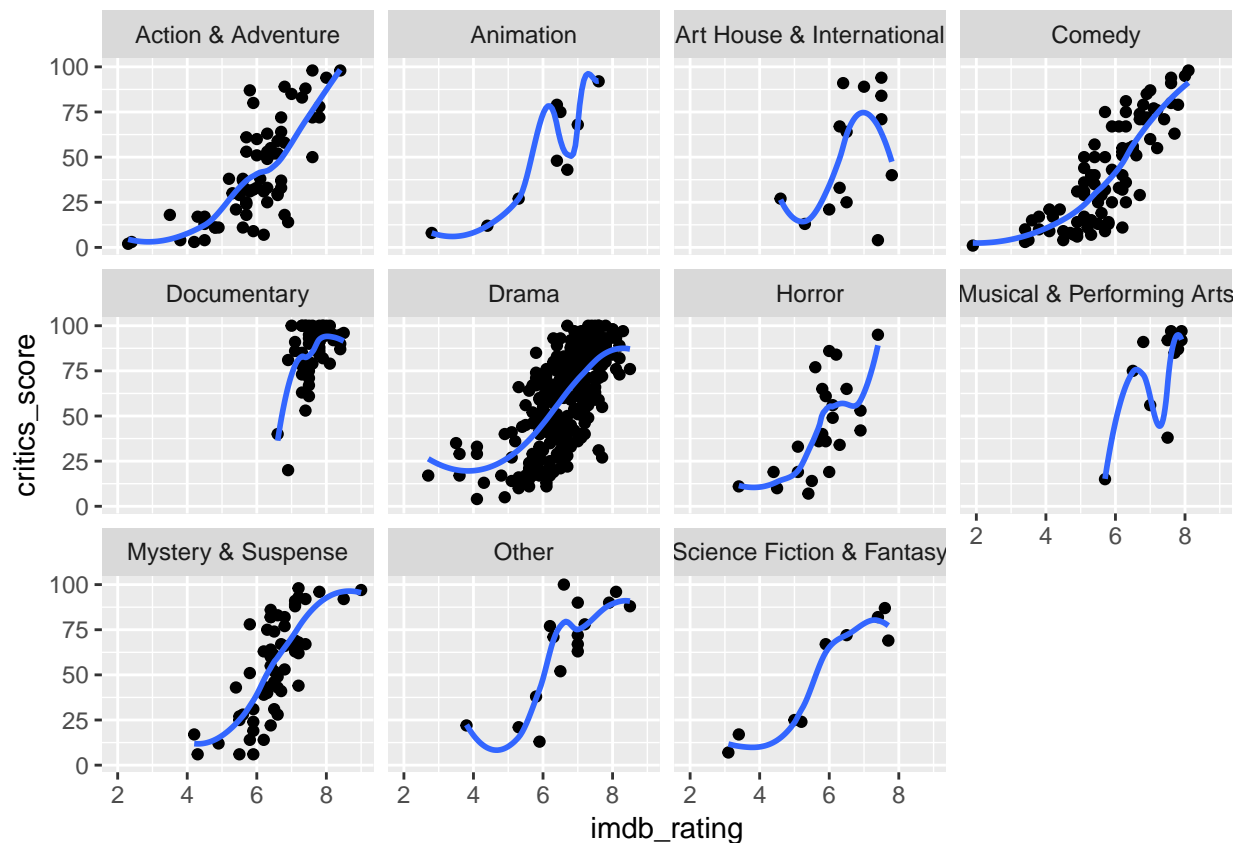 Action & Adventure
Animation
Art House & International
Comedy
100
75
50
25
0
Documentary
Drama
Horror
Musical & Performing Arts
100
75
50
25
0
critics_score
2 4 6 8
Mystery & Suspense
Other
Science Fiction & Fantasy
100
75
50
25
0
2 4 6 8
2 4 6 8
2 4 6 8
imdb_rating